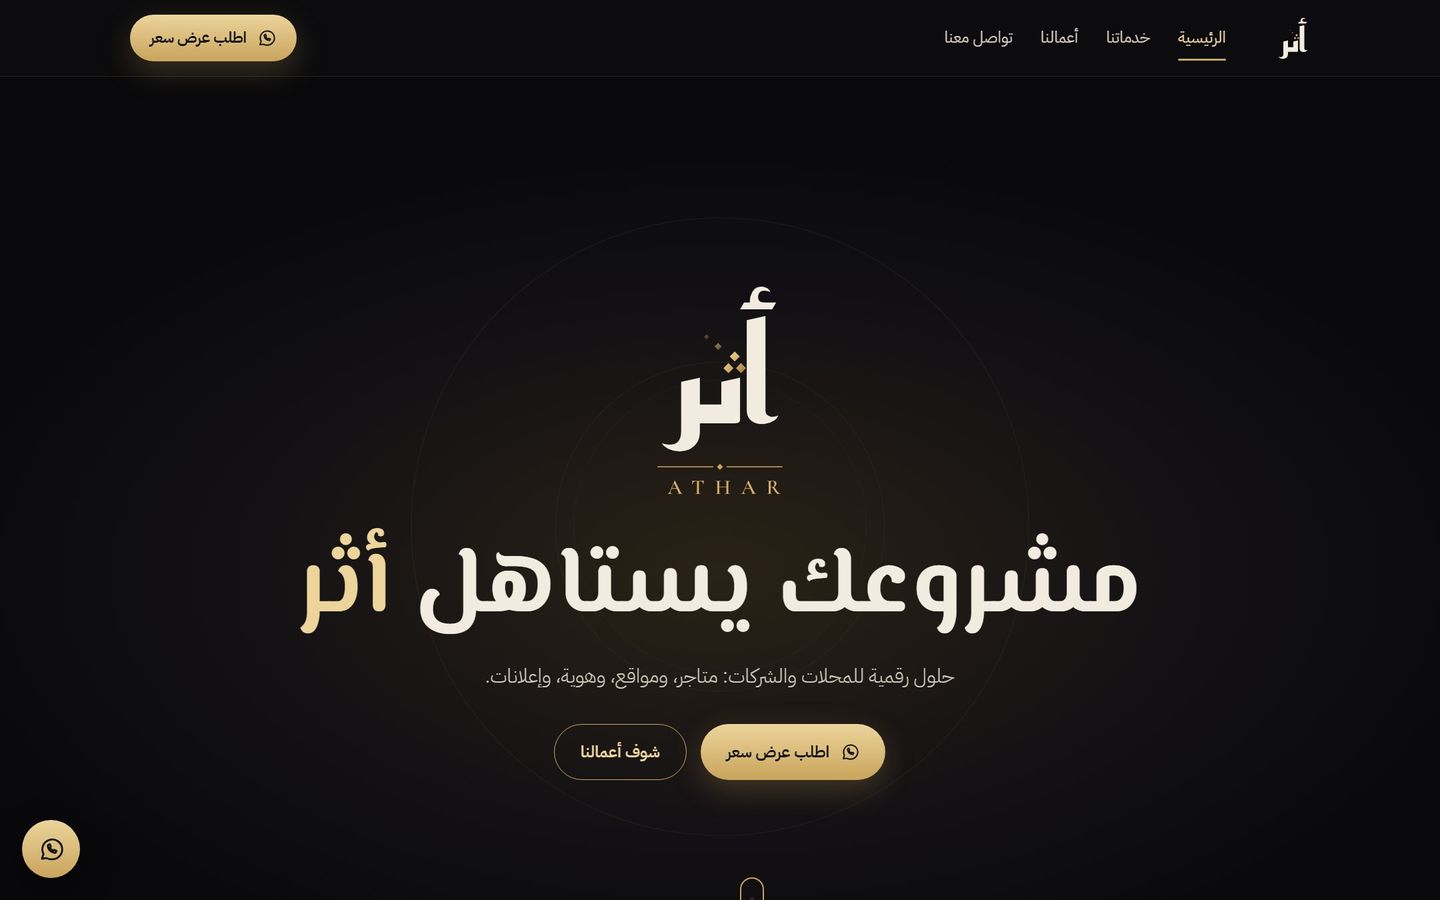 أثر
الرئيسية
خدماتنا
أعمالنا
تواصل معنا
اطلب عرض سعر
أثر
ATHAR
مشروعك يستاهل أثر
حلول رقمية للمحلات والشركات: متاجر، ومواقع، وهوية، وإعلانات.
اطلب عرض سعر
شوف أعمالنا